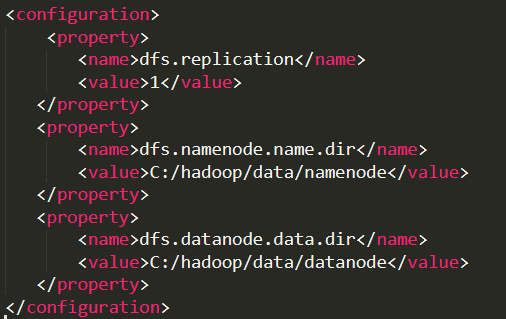 <configuration>
    <property>
        <name>dfs.replication</name>
        <value>1</value>
    </property>
    <property>
        <name>dfs.namenode.name.dir</name>
        <value>C:/hadoop/data/namenode</value>
    </property>
    <property>
        <name>dfs.datanode.data.dir</name>
        <value>C:/hadoop/data/datanode</value>
    </property>
</configuration>